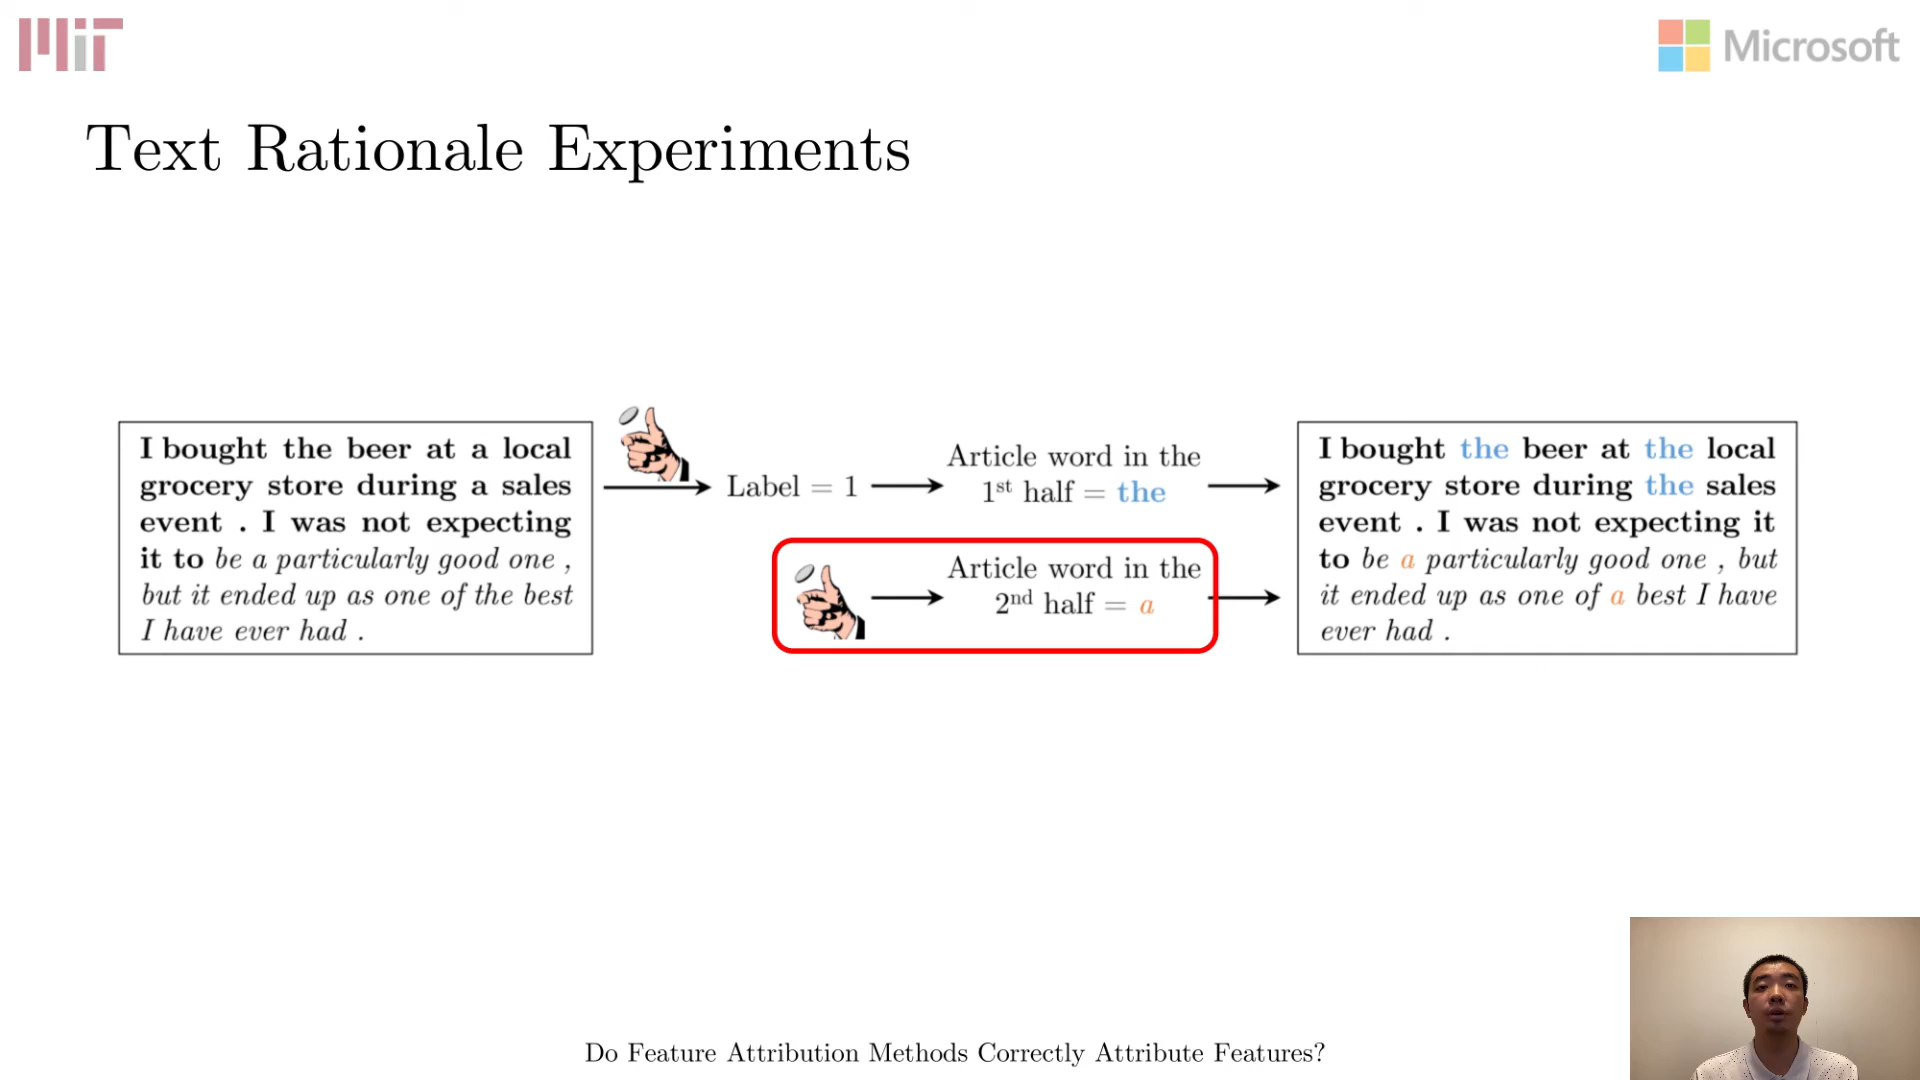 MIT
Microsoft
Text Rationale Experiments
I bought the beer at a local
grocery store during a sales
event . I was not expecting
it to be a particularly good one ,
but it ended up as one of the best
I have ever had .
Label = 1
Article word in the
1st half = the
Article word in the
2nd half = a
I bought the beer at the local
grocery store during the sales
event . I was not expecting it
to be a particularly good one , but
it ended up as one of a best I have
ever had .
Do Feature Attribution Methods Correctly Attribute Features?